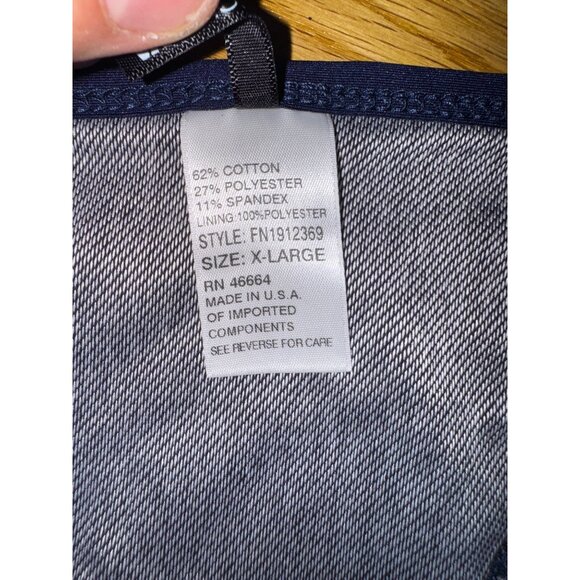 62% COTTON
27% POLYESTER
11% SPANDEX
LINING:100%POLYESTER
STYLE: FN1912369
SIZE: X-LARGE
RN 46664
MADE IN U.S.A.
OF IMPORTED
COMPONENTS
SEE REVERSE FOR CARE